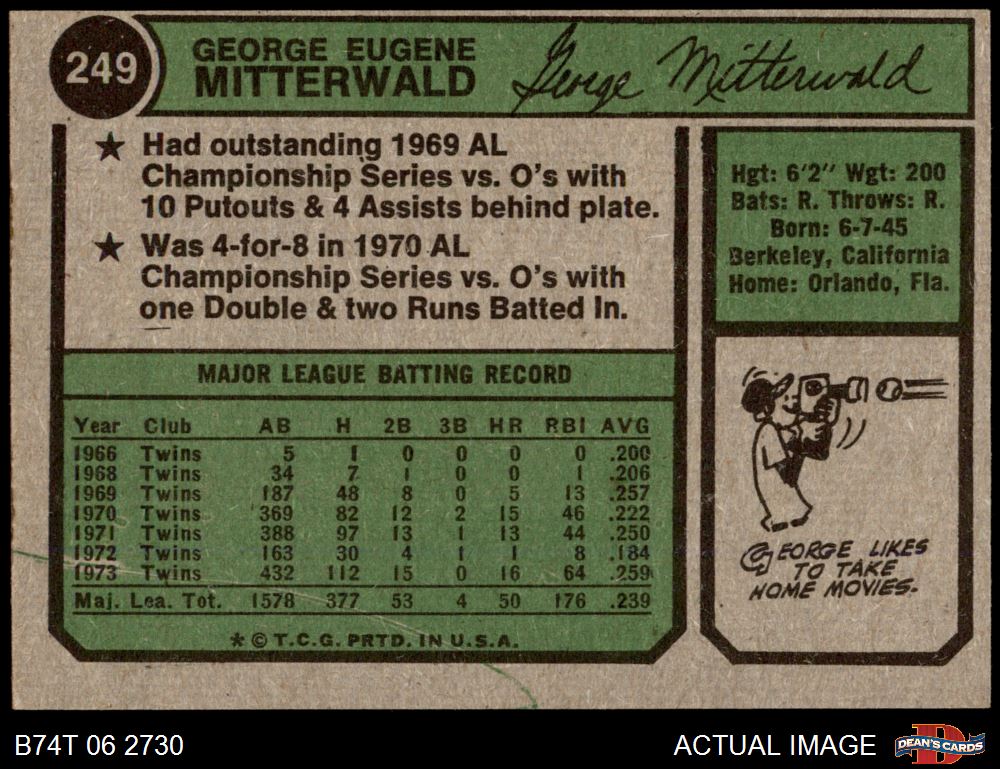 249
GEORGE EUGENE
MITTERWALD
George Mitterwald
★ Had outstanding 1969 AL
Championship Series vs. O's with
10 Putouts & 4 Assists behind plate.
★ Was 4-for-8 in 1970 AL
Championship Series vs. O's with
one Double & two Runs Batted In.
Hgt: 6'2" Wgt: 200
Bats: R. Throws: R.
Born: 6-7-45
Berkeley, California
Home: Orlando, Fla.
MAJOR LEAGUE BATTING RECORD
Year Club AB H 2B 3B HR RBI AVG
1966 Twins 5 1 0 0 0 0 .200
1968 Twins 34 7 1 0 0 1 .206
1969 Twins 187 48 8 0 5 13 .257
1970 Twins 369 82 12 2 15 46 .222
1971 Twins 388 97 13 1 13 44 .250
1972 Twins 163 30 4 1 1 8 .184
1973 Twins 432 112 15 0 16 64 .259
Maj. Lea. Tot. 1578 377 53 4 50 176 .239
★ © T.C.G. PRTD. IN U.S.A.
GEORGE LIKES
TO TAKE
HOME MOVIES.
B74T 06 2730
ACTUAL IMAGE
D
DEAN'S CARDS